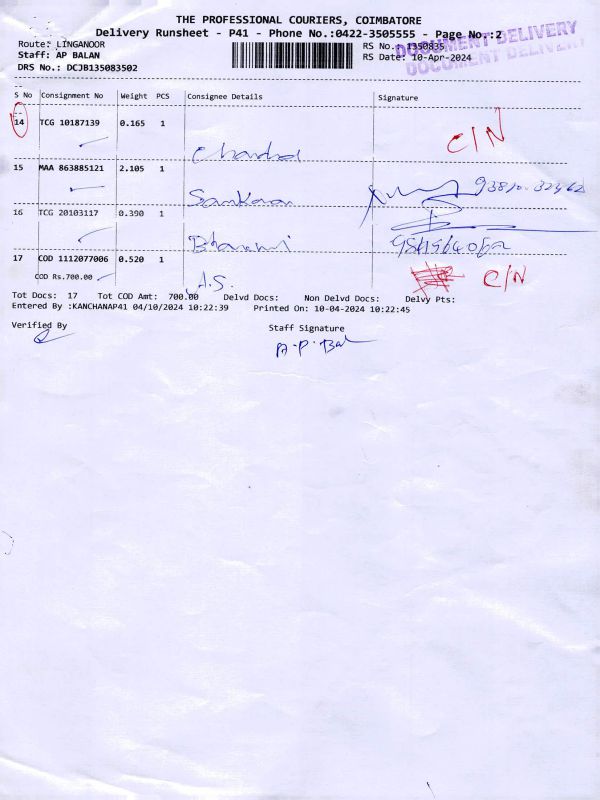 THE PROFESSIONAL COURIERS, COIMBATORE
Delivery Runsheet - P41 - Phone No.:0422-3505555 - Page No.:2
Route: LINGANOOR
RS No.: 1350835
DOCUMENT DELIVERY
Staff: AP BALAN
RS Date: 10-Apr-2024
DOCUMENT DELIVERY
DRS No.: DCJB135083502
S No Consignment No Weight PCS Consignee Details Signature
14 TCG 10187139 0.165 1
C/N
15 MAA 863885121 2.105 1
Sankaran
16 TCG 20103117 0.390 1
17 COD 1112077006 0.520 1
COD Rs.700.00 A.S. C/N
Tot Docs: 17 Tot COD Amt: 700.00 Delvd Docs: Non Delvd Docs: Delvy Pts:
Entered By :KANCHANAP41 04/10/2024 10:22:39 Printed On: 10-04-2024 10:22:45
Verified By
Staff Signature
A.P.Bal